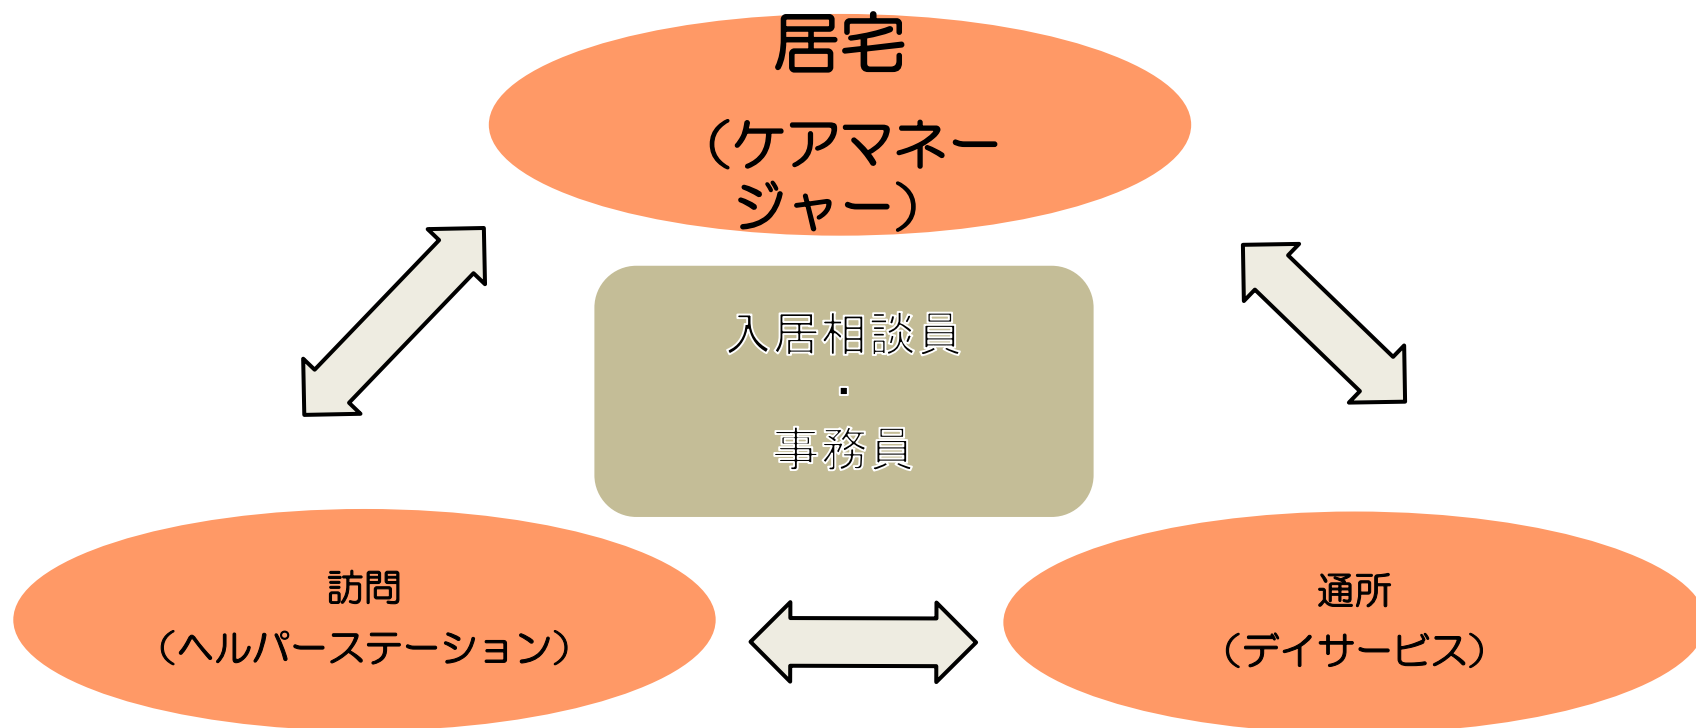 居宅
（ケアマネー
ジャー）
入居相談員
・
事務員
訪問
（ヘルパーステーション）
通所
（デイサービス）